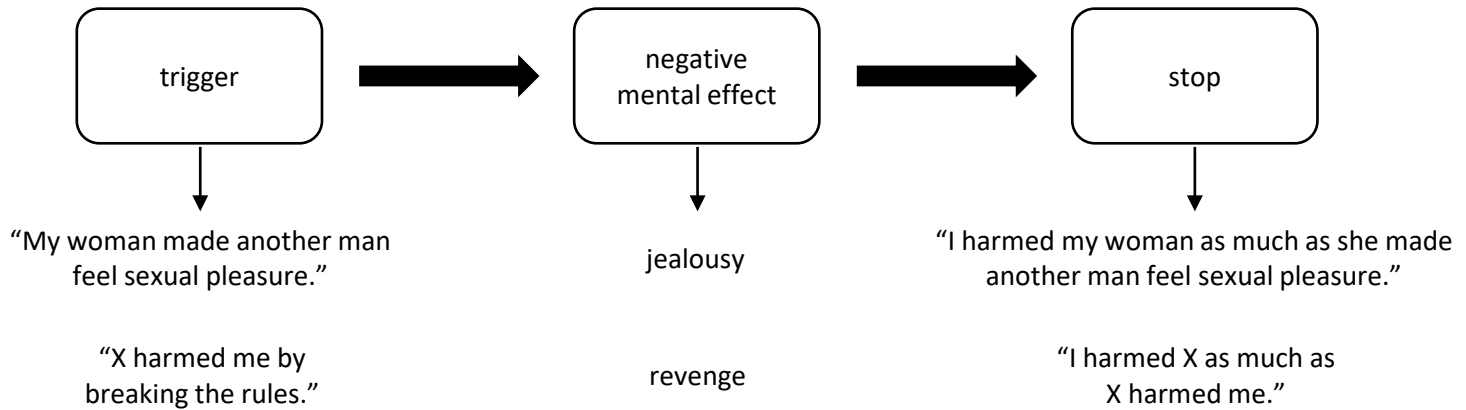 trigger
negative
mental effect
stop
“My woman made another man
feel sexual pleasure.”
jealousy
“I harmed my woman as much as she made
another man feel sexual pleasure.”
“X harmed me by
breaking the rules.”
revenge
“I harmed X as much as
X harmed me.”